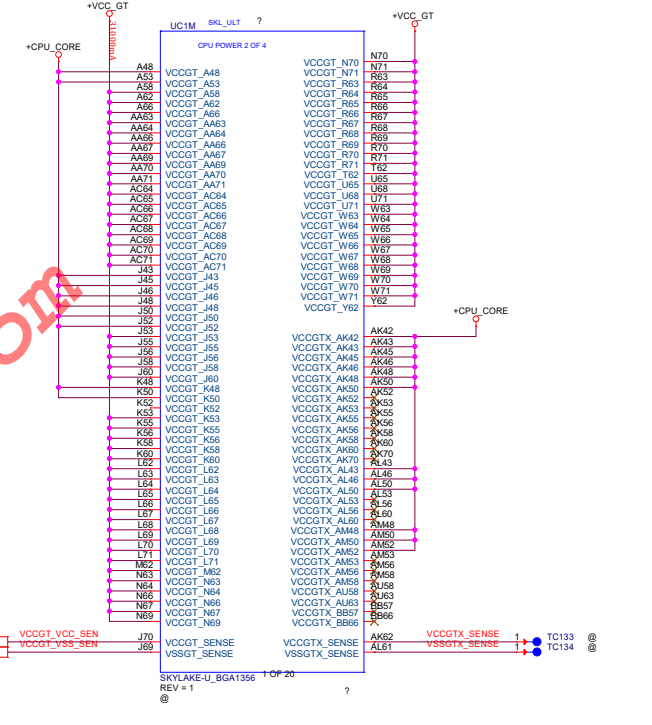 +VCC_GT
31000mA
+CPU_CORE
UC1M SKL_ULT ?
CPU POWER 2 OF 4
+VCC_GT
A48 VCCGT_A48
A53 VCCGT_A53
A58 VCCGT_A58
A62 VCCGT_A62
A66 VCCGT_A66
AA63 VCCGT_AA63
AA64 VCCGT_AA64
AA66 VCCGT_AA66
AA67 VCCGT_AA67
AA69 VCCGT_AA69
AA70 VCCGT_AA70
AA71 VCCGT_AA71
AC64 VCCGT_AC64
AC65 VCCGT_AC65
AC66 VCCGT_AC66
AC67 VCCGT_AC67
AC68 VCCGT_AC68
AC69 VCCGT_AC69
AC70 VCCGT_AC70
AC71 VCCGT_AC71
J43 VCCGT_J43
J45 VCCGT_J45
J46 VCCGT_J46
J48 VCCGT_J48
J50 VCCGT_J50
J52 VCCGT_J52
J53 VCCGT_J53
J55 VCCGT_J55
J56 VCCGT_J56
J58 VCCGT_J58
J60 VCCGT_J60
K48 VCCGT_K48
K50 VCCGT_K50
K52 VCCGT_K52
K53 VCCGT_K53
K55 VCCGT_K55
K56 VCCGT_K56
K58 VCCGT_K58
K60 VCCGT_K60
L62 VCCGT_L62
L63 VCCGT_L63
L64 VCCGT_L64
L65 VCCGT_L65
L66 VCCGT_L66
L67 VCCGT_L67
L68 VCCGT_L68
L69 VCCGT_L69
L70 VCCGT_L70
L71 VCCGT_L71
M62 VCCGT_M62
N63 VCCGT_N63
N64 VCCGT_N64
N66 VCCGT_N66
N67 VCCGT_N67
N69 VCCGT_N69
VCCGT_VCC_SEN J70 VCCGT_SENSE
VCCGT_VSS_SEN J69 VSSGT_SENSE
VCCGT_N70 N70
VCCGT_N71 N71
VCCGT_R63 R63
VCCGT_R64 R64
VCCGT_R65 R65
VCCGT_R66 R66
VCCGT_R67 R67
VCCGT_R68 R68
VCCGT_R69 R69
VCCGT_R70 R70
VCCGT_R71 R71
VCCGT_T62 T62
VCCGT_U65 U65
VCCGT_U68 U68
VCCGT_U71 U71
VCCGT_W63 W63
VCCGT_W64 W64
VCCGT_W65 W65
VCCGT_W66 W66
VCCGT_W67 W67
VCCGT_W68 W68
VCCGT_W69 W69
VCCGT_W70 W70
VCCGT_W71 W71
VCCGT_Y62 Y62
+CPU_CORE
VCCGTX_AK42 AK42
VCCGTX_AK43 AK43
VCCGTX_AK45 AK45
VCCGTX_AK46 AK46
VCCGTX_AK48 AK48
VCCGTX_AK50 AK50
VCCGTX_AK52 AK52
VCCGTX_AK53 AK53
VCCGTX_AK55 AK55
VCCGTX_AK56 AK56
VCCGTX_AK58 AK58
VCCGTX_AK60 AK60
VCCGTX_AK70 AK70
VCCGTX_AL43 AL43
VCCGTX_AL46 AL46
VCCGTX_AL50 AL50
VCCGTX_AL53 AL53
VCCGTX_AL56 AL56
VCCGTX_AL60 AL60
VCCGTX_AM48 AM48
VCCGTX_AM50 AM50
VCCGTX_AM52 AM52
VCCGTX_AM53 AM53
VCCGTX_AM56 AM56
VCCGTX_AM58 AM58
VCCGTX_AU58 AU58
VCCGTX_AU63 AU63
VCCGTX_BB57 BB57
VCCGTX_BB66 BB66
VCCGTX_SENSE AK62 VCCGTX_SENSE 1 TC133 @
VSSGTX_SENSE AL61 VSSGTX_SENSE 1 TC134 @
SKYLAKE-U_BGA1356 1 OF 20
REV = 1 ?
@
om